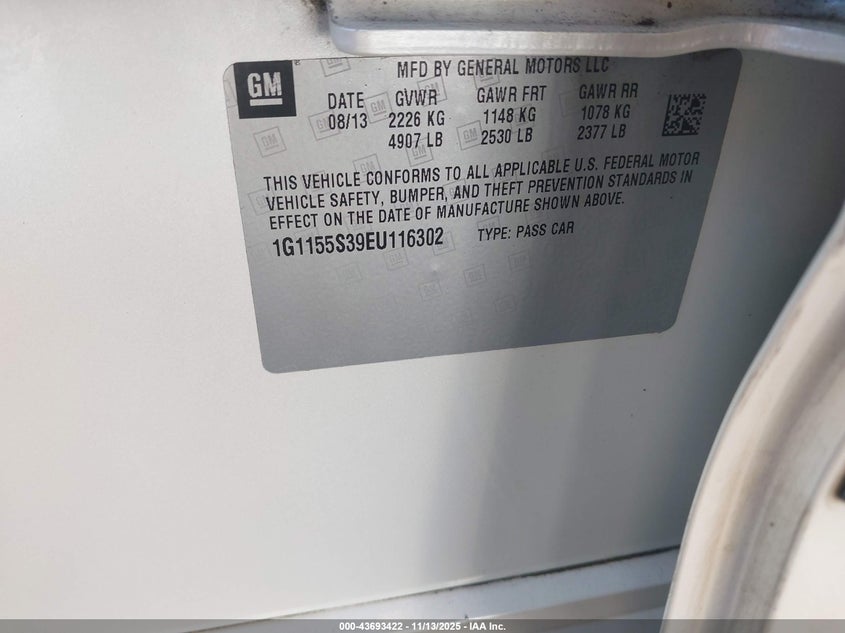 GM
MFD BY GENERAL MOTORS LLC
DATE GVWR GAWR FRT GAWR RR
08/13 2226 KG 1148 KG 1078 KG
4907 LB 2530 LB 2377 LB
THIS VEHICLE CONFORMS TO ALL APPLICABLE U.S. FEDERAL MOTOR
VEHICLE SAFETY, BUMPER, AND THEFT PREVENTION STANDARDS IN
EFFECT ON THE DATE OF MANUFACTURE SHOWN ABOVE.
1G1155S39EU116302 TYPE: PASS CAR
000-43693422 - 11/13/2025 - IAA Inc.